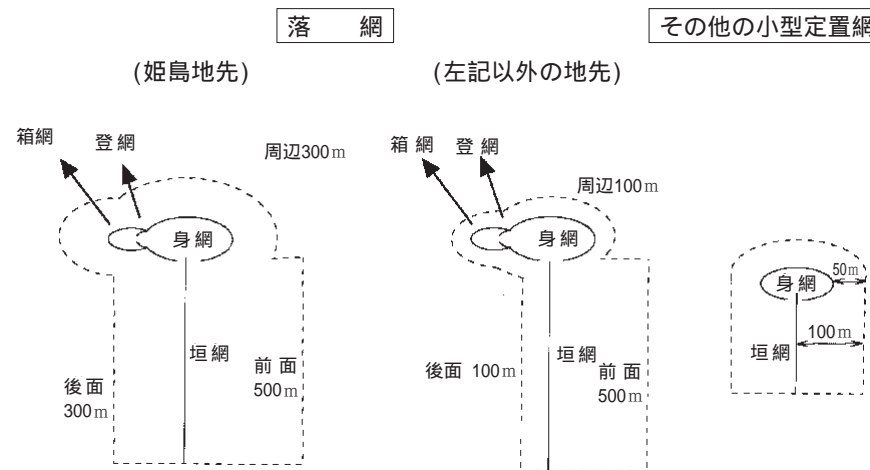 落 網
その他の小型定置網
(姫島地先)
(左記以外の地先)
箱網
登網
周辺300m
身網
垣網
後面
300m
前面
500m
箱網
登網
周辺100m
身網
垣網
後面 100m
前面
500m
身網
50m
100m
垣網